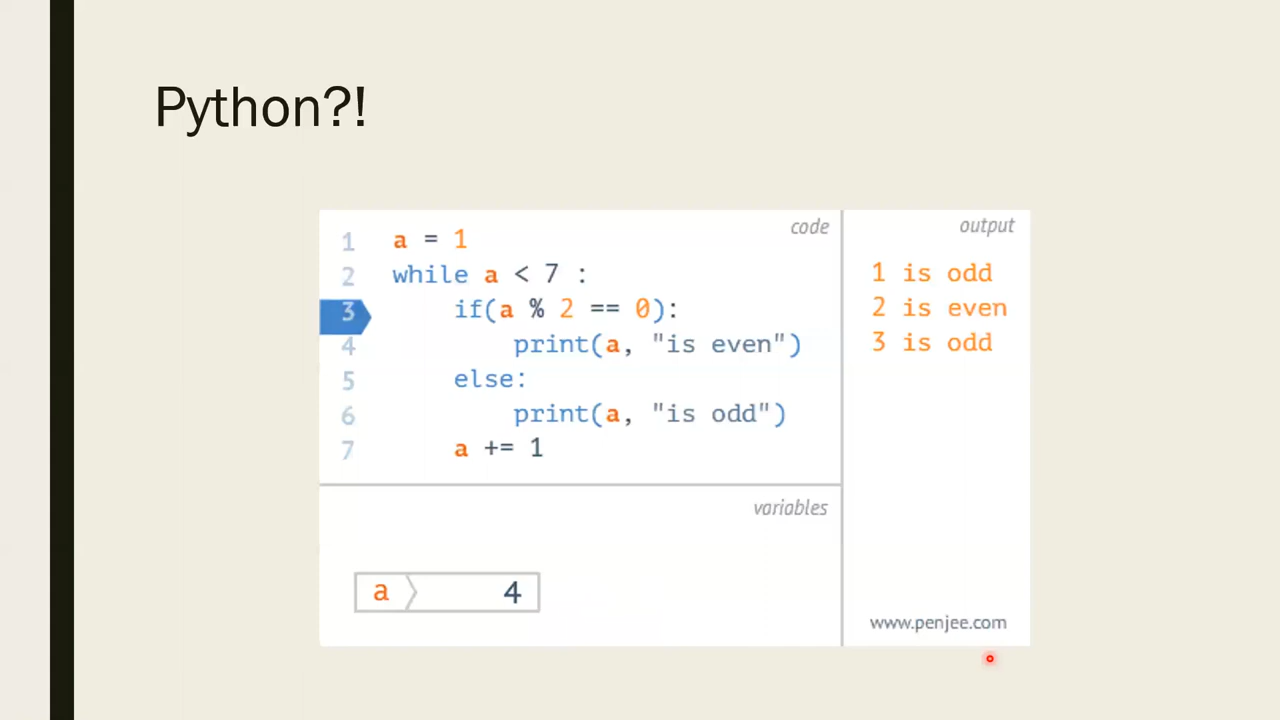 Python?!
code
1 a = 1
2 while a < 7 :
3 if(a % 2 == 0):
4 print(a, "is even")
5 else:
6 print(a, "is odd")
7 a += 1
variables
a 4
output
1 is odd
2 is even
3 is odd
www.penjee.com